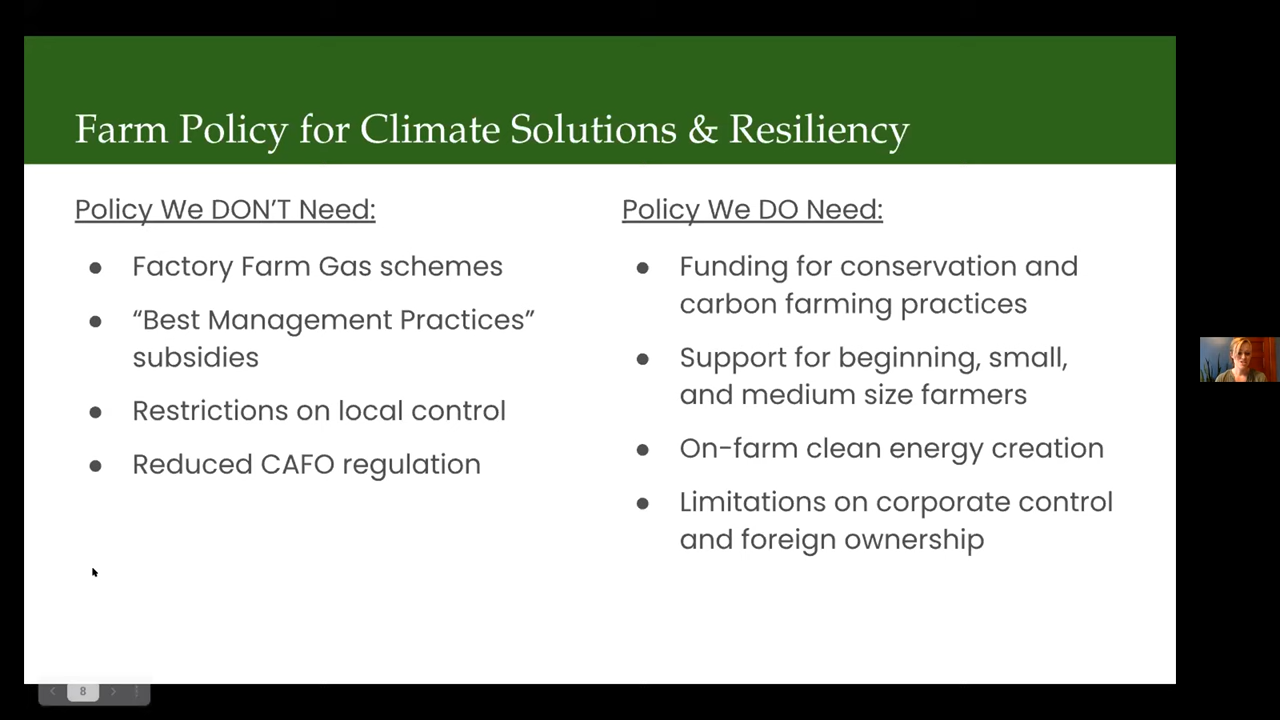 Farm Policy for Climate Solutions & Resiliency
Policy We DON’T Need:
● Factory Farm Gas schemes
● “Best Management Practices”
subsidies
● Restrictions on local control
● Reduced CAFO regulation
Policy We DO Need:
● Funding for conservation and
carbon farming practices
● Support for beginning, small,
and medium size farmers
● On-farm clean energy creation
● Limitations on corporate control
and foreign ownership
8